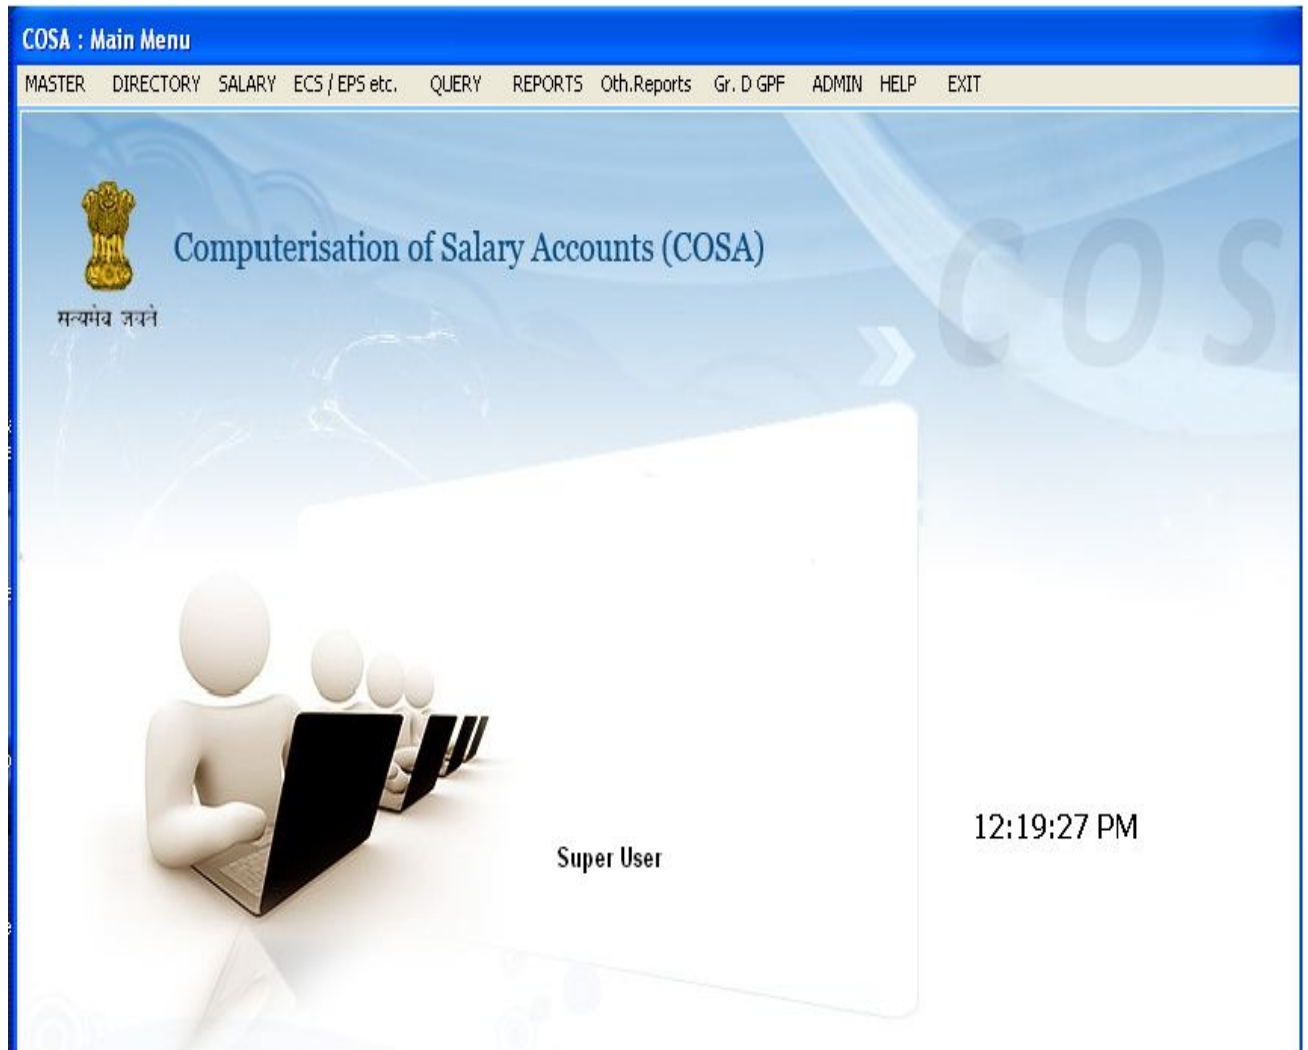 COSA : Main Menu
MASTER DIRECTORY SALARY ECS / EPS etc. QUERY REPORTS Oth.Reports Gr. D GPF ADMIN HELP EXIT
Computerisation of Salary Accounts (COSA)
सत्यमेव जयते
COS
Super User
12:19:27 PM